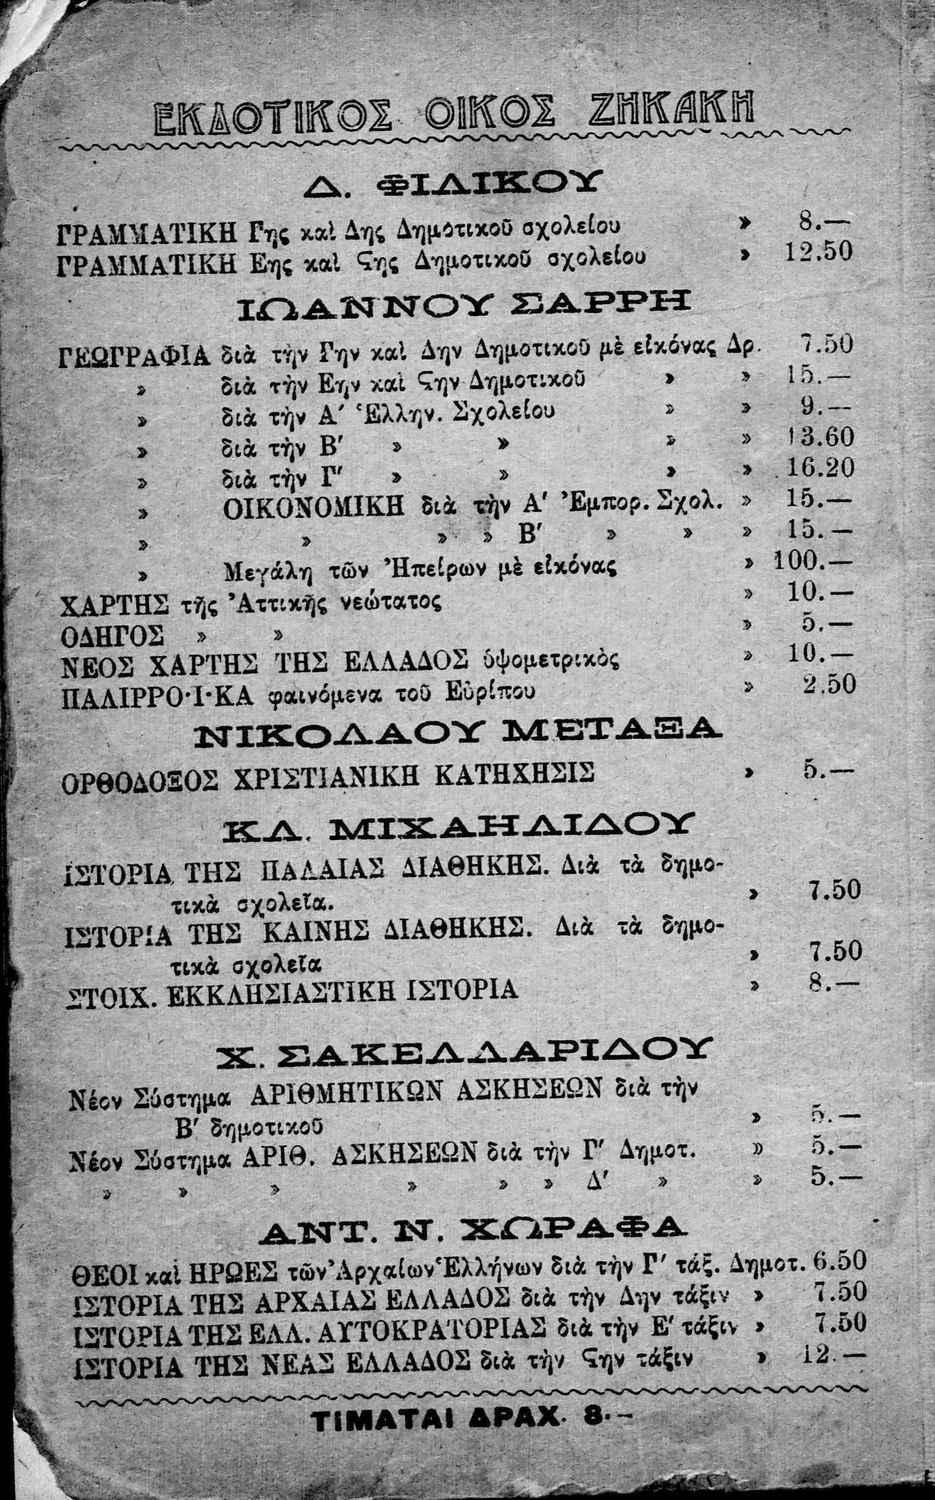 ΕΚΔΟΤΙΚΟΣ ΟΙΚΟΣ ΖΗΚΑΚΗ
Δ. ΦΙΛΙΚΟΥ
ΓΡΑΜΜΑΤΙΚΗ Γης καὶ Δης Δημοτικοῦ σχολείου » 8.—
ΓΡΑΜΜΑΤΙΚΗ Εης καὶ Ϛης Δημοτικοῦ σχολείου » 12.50
ΙΩΑΝΝΟΥ ΣΑΡΡΗ
ΓΕΩΓΡΑΦΙΑ διὰ τὴν Γην καὶ Δην Δημοτικοῦ μὲ εἰκόνας Δρ. 7.50
» διὰ τὴν Εην καὶ Ϛην Δημοτικοῦ » » 15.—
» διὰ τὴν Α′ Ἑλλην. Σχολείου » » 9.—
» διὰ τὴν Β′ » » » » 13.60
» διὰ τὴν Γ′ » » » » 16.20
» ΟΙΚΟΝΟΜΙΚΗ διὰ τὴν Α′ Ἐμπορ. Σχολ. » 15.—
» » » » Β′ » » » 15.—
» Μεγάλη τῶν Ἠπείρων μὲ εἰκόνας » 100.—
ΧΑΡΤΗΣ τῆς Ἀττικῆς νεώτατος » 10.—
ΟΔΗΓΟΣ » » » 5.—
ΝΕΟΣ ΧΑΡΤΗΣ ΤΗΣ ΕΛΛΑΔΟΣ ὑψομετρικὸς » 10.—
ΠΑΛΙΡΡΟ·Ι·ΚΑ φαινόμενα τοῦ Εὐρίπου » 2.50
ΝΙΚΟΛΑΟΥ ΜΕΤΑΞΑ
ΟΡΘΟΔΟΞΟΣ ΧΡΙΣΤΙΑΝΙΚΗ ΚΑΤΗΧΗΣΙΣ » 5.—
ΚΛ. ΜΙΧΑΗΛΙΔΟΥ
ΙΣΤΟΡΙΑ ΤΗΣ ΠΑΛΑΙΑΣ ΔΙΑΘΗΚΗΣ. Διὰ τὰ δημο-
τικὰ σχολεῖα. » 7.50
ΙΣΤΟΡΙΑ ΤΗΣ ΚΑΙΝΗΣ ΔΙΑΘΗΚΗΣ. Διὰ τὰ δημο-
τικὰ σχολεῖα » 7.50
ΣΤΟΙΧ. ΕΚΚΛΗΣΙΑΣΤΙΚΗ ΙΣΤΟΡΙΑ » 8.—
Χ. ΣΑΚΕΛΛΑΡΙΔΟΥ
Νέον Σύστημα ΑΡΙΘΜΗΤΙΚΩΝ ΑΣΚΗΣΕΩΝ διὰ τὴν
Β′ δημοτικοῦ » 5.—
Νέον Σύστημα ΑΡΙΘ. ΑΣΚΗΣΕΩΝ διὰ τὴν Γ′ Δημοτ. » 5.—
» » » » » » Δ′ » » 5.—
ΑΝΤ. Ν. ΧΩΡΑΦΑ
ΘΕΟΙ καὶ ΗΡΩΕΣ τῶν Ἀρχαίων Ἑλλήνων διὰ τὴν Γ′ τάξ. Δημοτ. 6.50
ΙΣΤΟΡΙΑ ΤΗΣ ΑΡΧΑΙΑΣ ΕΛΛΑΔΟΣ διὰ τὴν Δην τάξιν » 7.50
ΙΣΤΟΡΙΑ ΤΗΣ ΕΛΛ. ΑΥΤΟΚΡΑΤΟΡΙΑΣ διὰ τὴν Ε′ τάξιν » 7.50
ΙΣΤΟΡΙΑ ΤΗΣ ΝΕΑΣ ΕΛΛΑΔΟΣ διὰ τὴν Ϛην τάξιν » 12.—
ΤΙΜΑΤΑΙ ΔΡΑΧ. 8.—